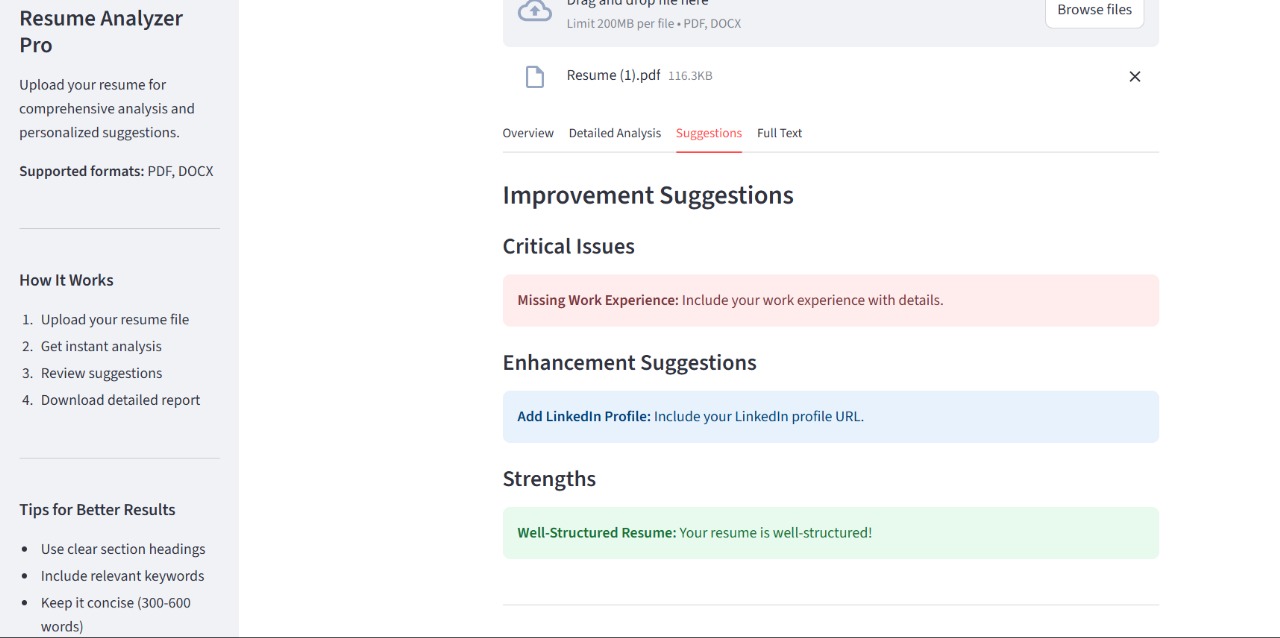 Resume Analyzer
Pro
Upload your resume for
comprehensive analysis and
personalized suggestions.
Supported formats: PDF, DOCX
How It Works
1. Upload your resume file
2. Get instant analysis
3. Review suggestions
4. Download detailed report
Tips for Better Results
• Use clear section headings
• Include relevant keywords
• Keep it concise (300-600
words)
Drag and drop file here
Limit 200MB per file • PDF, DOCX
Browse files
Resume (1).pdf 116.3KB
Overview Detailed Analysis Suggestions Full Text
Improvement Suggestions
Critical Issues
Missing Work Experience: Include your work experience with details.
Enhancement Suggestions
Add LinkedIn Profile: Include your LinkedIn profile URL.
Strengths
Well-Structured Resume: Your resume is well-structured!